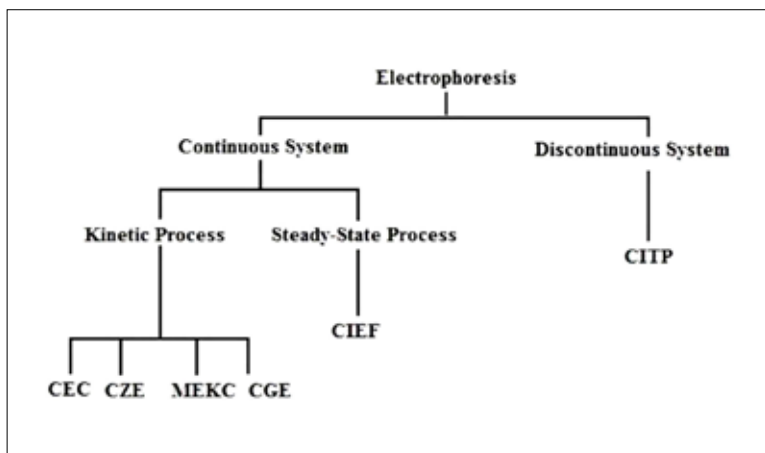 Electrophoresis
Continuous System
Discontinuous System
Kinetic Process
Steady-State Process
CITP
CIEF
CEC CZE MEKC CGE